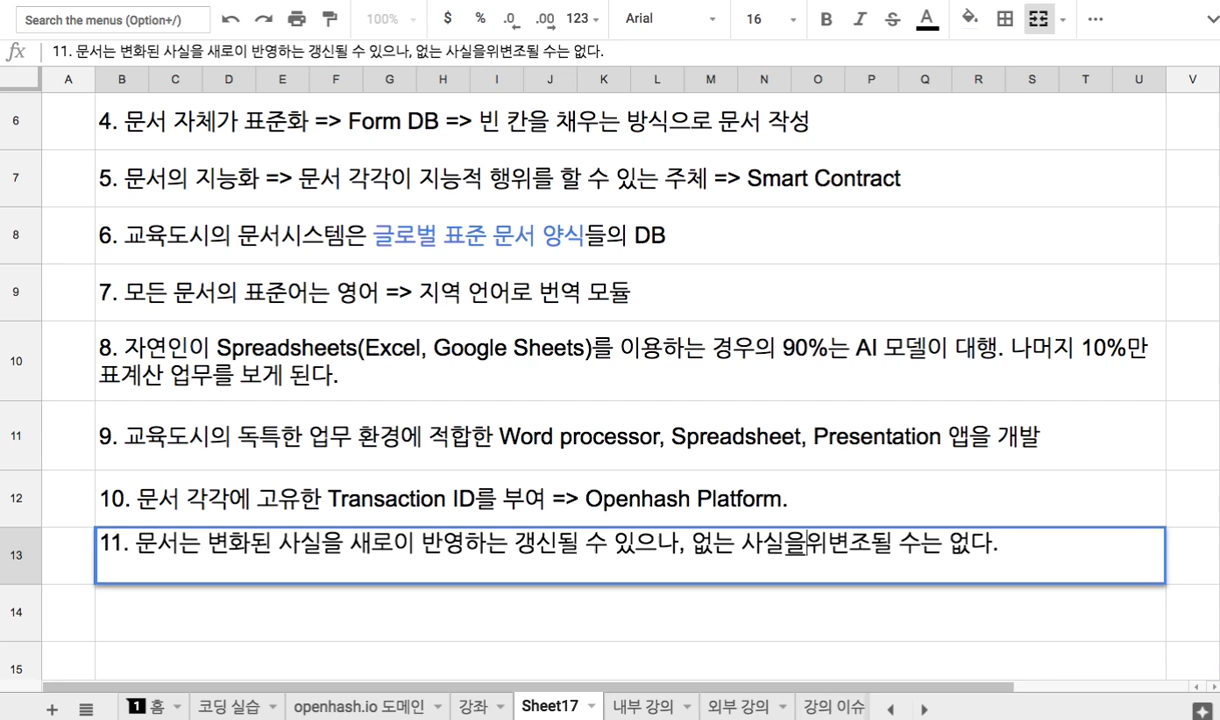 Search the menus (Option+/) 100% $ % .0 .00 123 Arial 16 B I S A
fx 11. 문서는 변화된 사실을 새로이 반영하는 갱신될 수 있으나, 없는 사실을위변조될 수는 없다.
A B C D E F G H I J K L M N O P Q R S T U V
6 4. 문서 자체가 표준화 => Form DB => 빈 칸을 채우는 방식으로 문서 작성
7 5. 문서의 지능화 => 문서 각각이 지능적 행위를 할 수 있는 주체 => Smart Contract
8 6. 교육도시의 문서시스템은 글로벌 표준 문서 양식들의 DB
9 7. 모든 문서의 표준어는 영어 => 지역 언어로 번역 모듈
10 8. 자연인이 Spreadsheets(Excel, Google Sheets)를 이용하는 경우의 90%는 AI 모델이 대행. 나머지 10%만
표계산 업무를 보게 된다.
11 9. 교육도시의 독특한 업무 환경에 적합한 Word processor, Spreadsheet, Presentation 앱을 개발
12 10. 문서 각각에 고유한 Transaction ID를 부여 => Openhash Platform.
13 11. 문서는 변화된 사실을 새로이 반영하는 갱신될 수 있으나, 없는 사실을위변조될 수는 없다.
14
15
1 홈 코딩 실습 openhash.io 도메인 강좌 Sheet17 내부 강의 외부 강의 강의 이슈